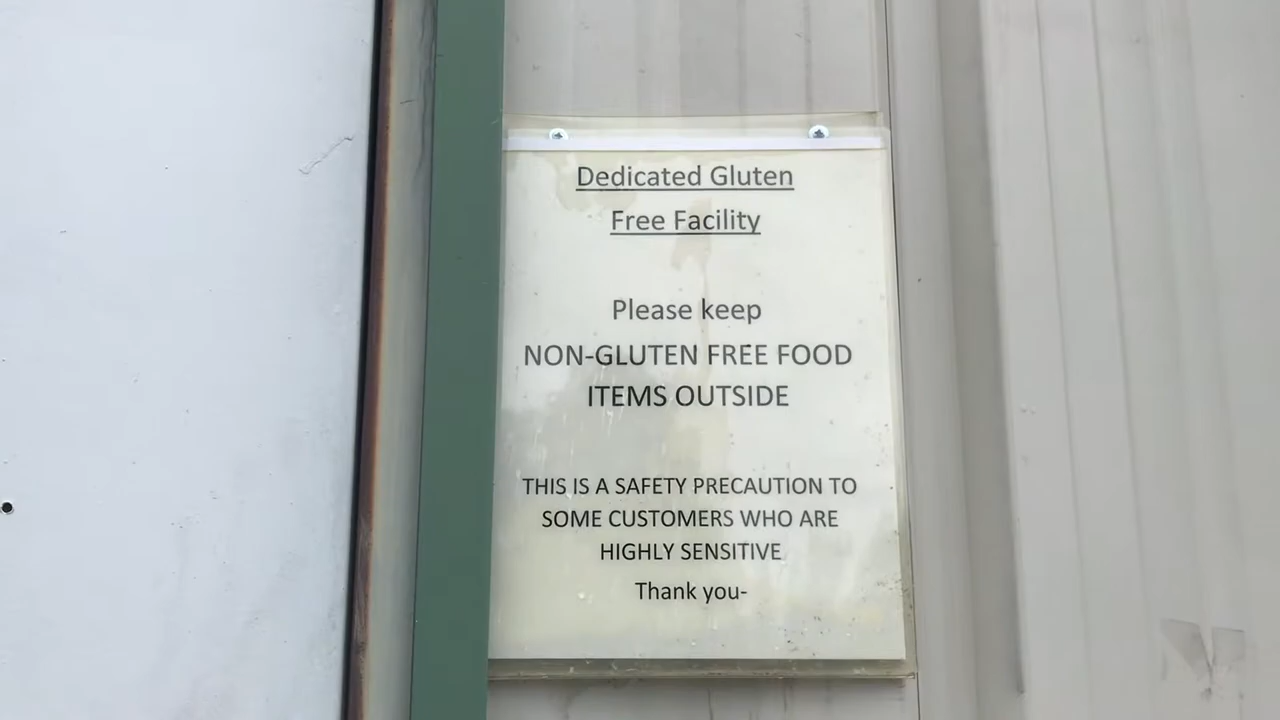 Dedicated Gluten
Free Facility
Please keep
NON-GLUTEN FREE FOOD
ITEMS OUTSIDE
THIS IS A SAFETY PRECAUTION TO
SOME CUSTOMERS WHO ARE
HIGHLY SENSITIVE
Thank you-